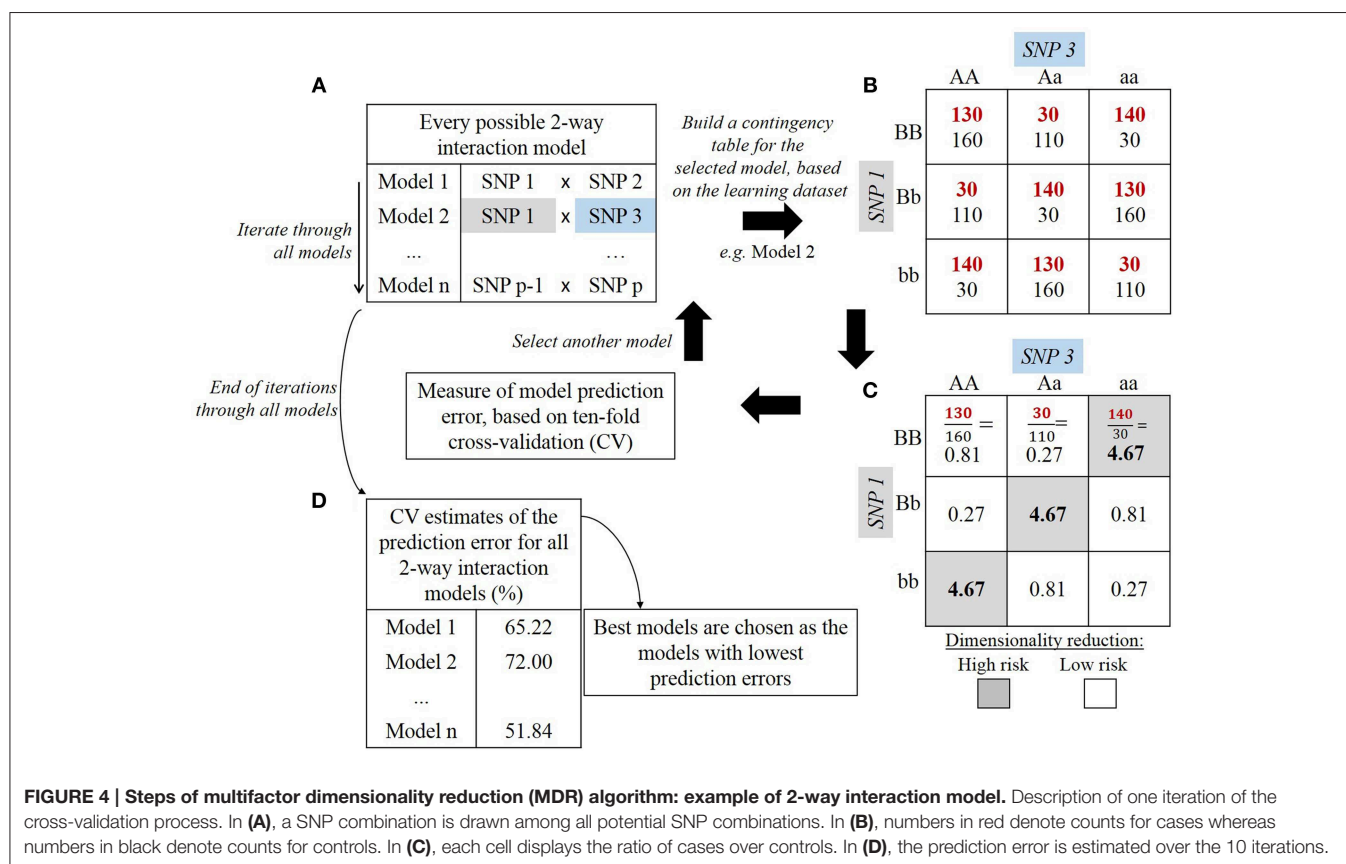 A
Every possible 2-way
interaction model
Model 1 SNP 1 x SNP 2
Model 2 SNP 1 x SNP 3
... ...
Model n SNP p-1 x SNP p
Iterate through
all models
Build a contingency
table for the
selected model, based
on the learning dataset
e.g. Model 2
B
SNP 3
AA Aa aa
BB 130 30 140
160 110 30
SNP 1
Bb 30 140 130
110 30 160
bb 140 130 30
30 160 110
Select another model
End of iterations
through all models
Measure of model prediction
error, based on ten-fold
cross-validation (CV)
C
SNP 3
AA Aa aa
BB 130/160 = 30/110 = 140/30 =
0.81 0.27 4.67
SNP 1
Bb 0.27 4.67 0.81
bb 4.67 0.81 0.27
Dimensionality reduction:
High risk Low risk
D
CV estimates of the
prediction error for all
2-way interaction
models (%)
Model 1 65.22
Model 2 72.00
...
Model n 51.84
Best models are chosen as the
models with lowest
prediction errors
FIGURE 4 | Steps of multifactor dimensionality reduction (MDR) algorithm: example of 2-way interaction model. Description of one iteration of the
cross-validation process. In (A), a SNP combination is drawn among all potential SNP combinations. In (B), numbers in red denote counts for cases whereas
numbers in black denote counts for controls. In (C), each cell displays the ratio of cases over controls. In (D), the prediction error is estimated over the 10 iterations.